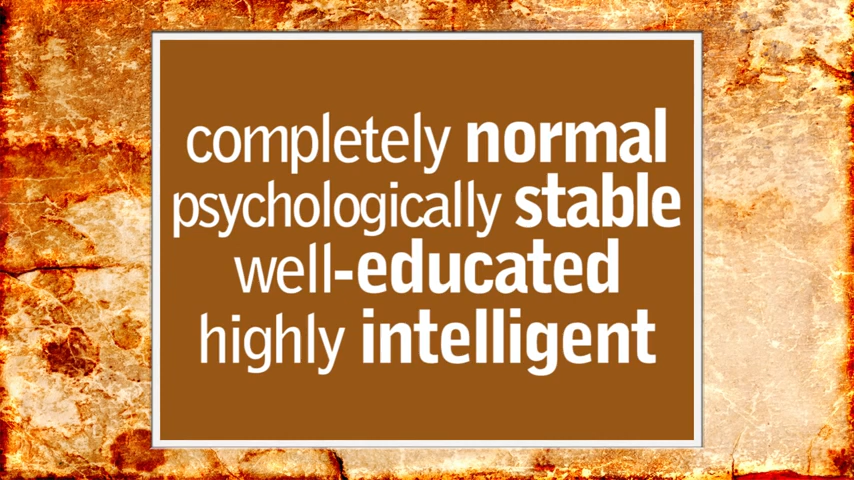 completely normal
psychologically stable
well-educated
highly intelligent